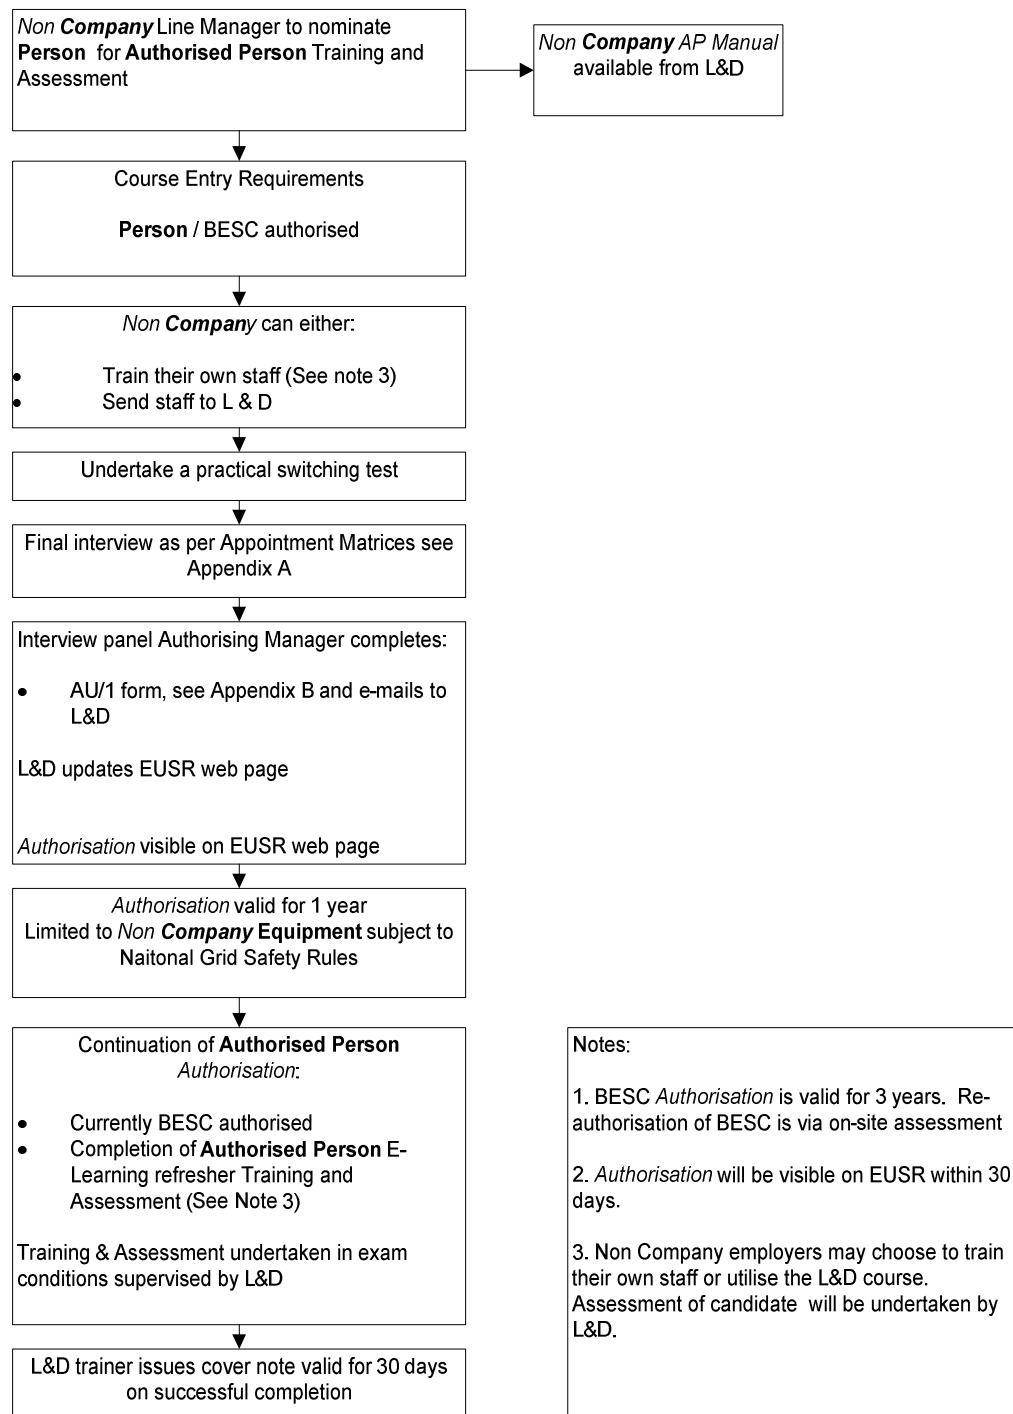 Non Company Line Manager to nominate
Person for Authorised Person Training and
Assessment
Non Company AP Manual
available from L&D
Course Entry Requirements
Person / BESC authorised
Non Company can either:
• Train their own staff (See note 3)
• Send staff to L & D
Undertake a practical switching test
Final interview as per Appointment Matrices see
Appendix A
Interview panel Authorising Manager completes:
• AU/1 form, see Appendix B and e-mails to
L&D
L&D updates EUSR web page
Authorisation visible on EUSR web page
Authorisation valid for 1 year
Limited to Non Company Equipment subject to
Naitonal Grid Safety Rules
Continuation of Authorised Person
Authorisation:
• Currently BESC authorised
• Completion of Authorised Person E-
Learning refresher Training and
Assessment (See Note 3)
Training & Assessment undertaken in exam
conditions supervised by L&D
L&D trainer issues cover note valid for 30 days
on successful completion
Notes:
1. BESC Authorisation is valid for 3 years. Re-
authorisation of BESC is via on-site assessment
2. Authorisation will be visible on EUSR within 30
days.
3. Non Company employers may choose to train
their own staff or utilise the L&D course.
Assessment of candidate will be undertaken by
L&D.